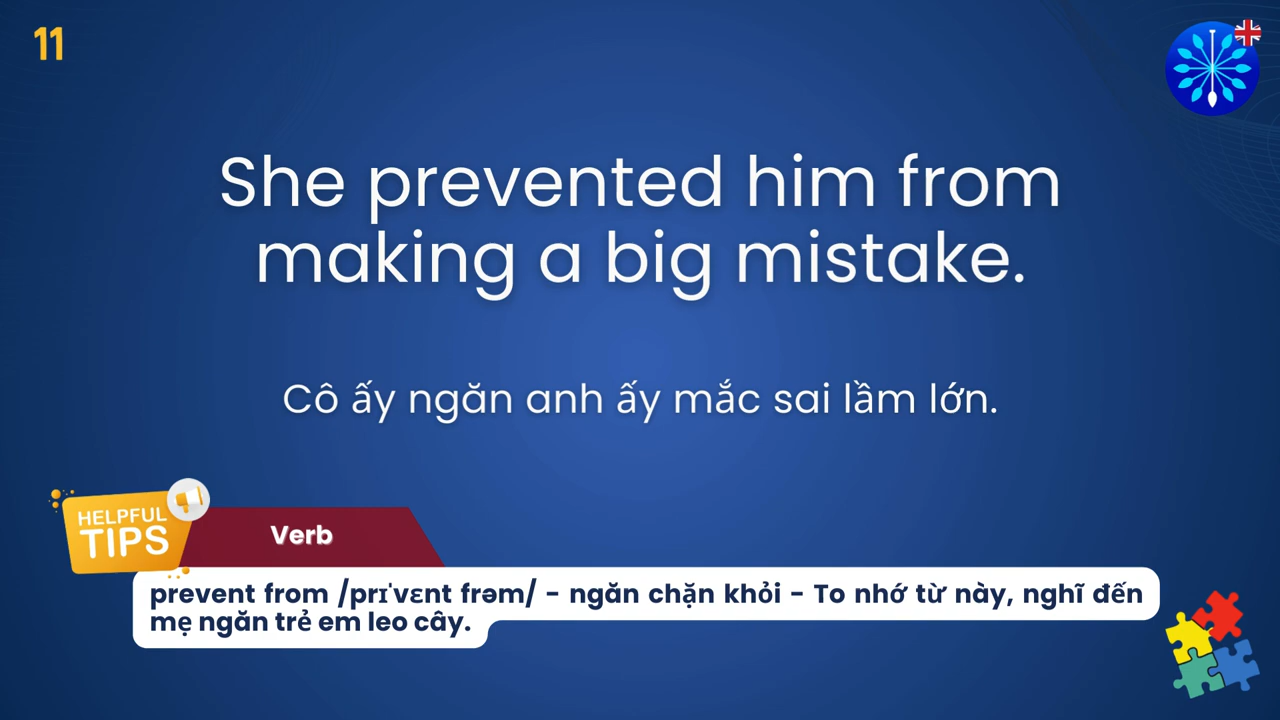 11
She prevented him from
making a big mistake.
Cô ấy ngăn anh ấy mắc sai lầm lớn.
HELPFUL
TIPS
Verb
prevent from /prɪˈvɛnt frəm/ - ngăn chặn khỏi - To nhớ từ này, nghĩ đến
mẹ ngăn trẻ em leo cây.